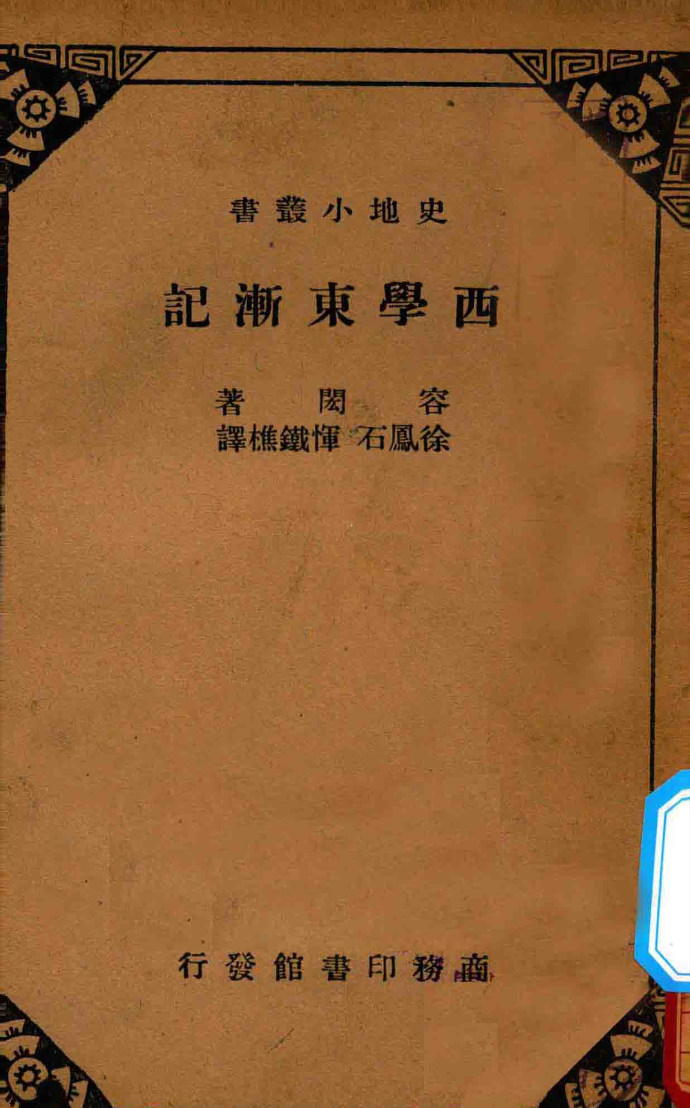 史地小叢書
西學東漸記
容閎著
徐鳳石 惲鐵樵譯
商務印書館發行